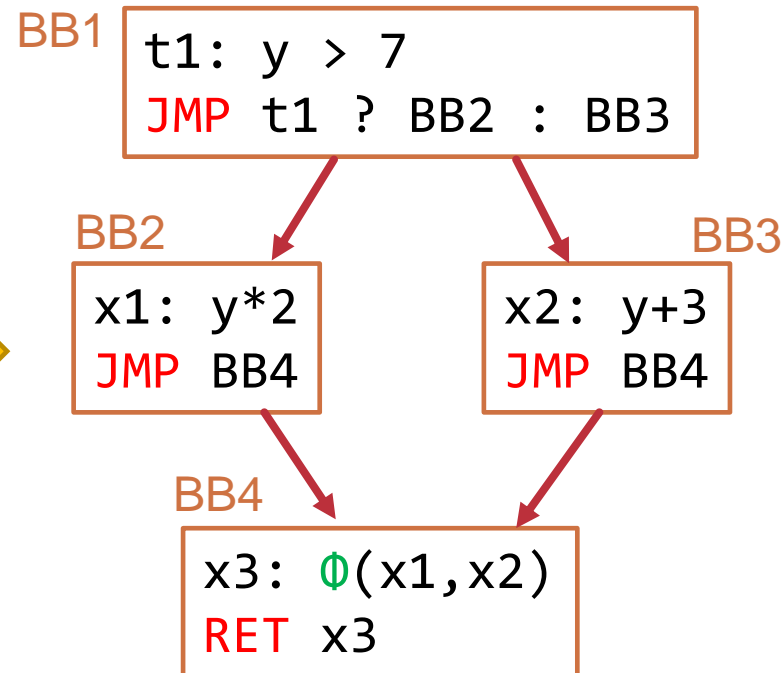 BB1
t1: y > 7
JMP t1 ? BB2 : BB3
BB2
x1: y*2
JMP BB4
BB3
x2: y+3
JMP BB4
BB4
x3: Φ(x1,x2)
RET x3